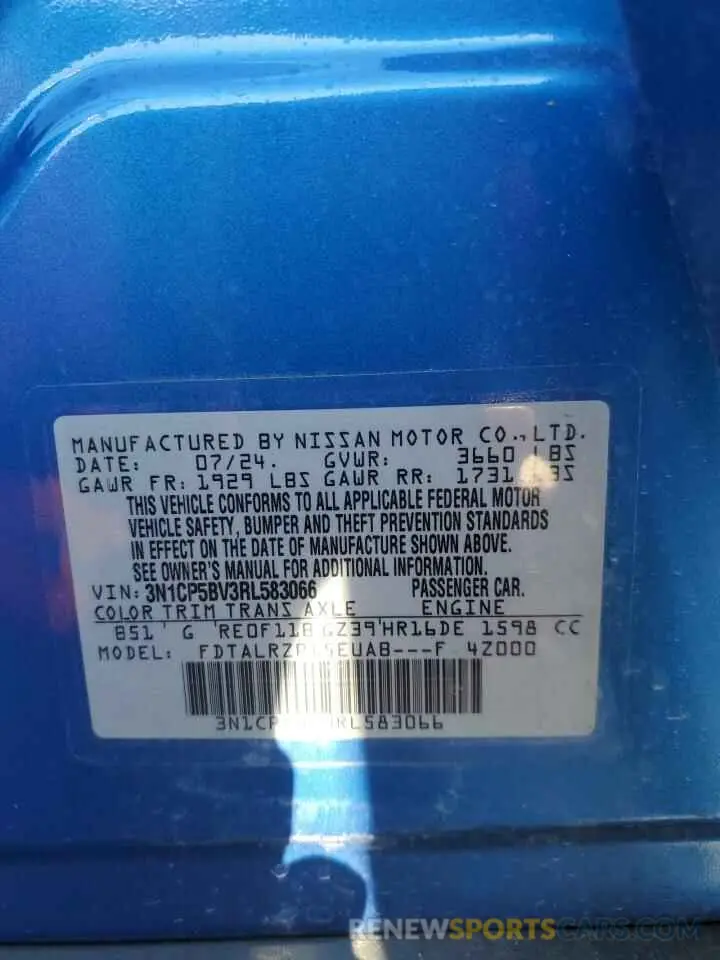 MANUFACTURED BY NISSAN MOTOR CO., LTD.
DATE: 07/24. GVWR: 3660 LBS
GAWR FR: 1929 LBS GAWR RR: 1731
THIS VEHICLE CONFORMS TO ALL APPLICABLE FEDERAL MOTOR
VEHICLE SAFETY, BUMPER AND THEFT PREVENTION STANDARDS
IN EFFECT ON THE DATE OF MANUFACTURE SHOWN ABOVE.
SEE OWNER'S MANUAL FOR ADDITIONAL INFORMATION.
VIN: 3N1CP5BV3RL583066 PASSENGER CAR.
COLOR TRIM TRANS AXLE ENGINE
851 G HR16DE 1598 CC
MODEL: 4Z000
RENEWSPORTSCARS.COM